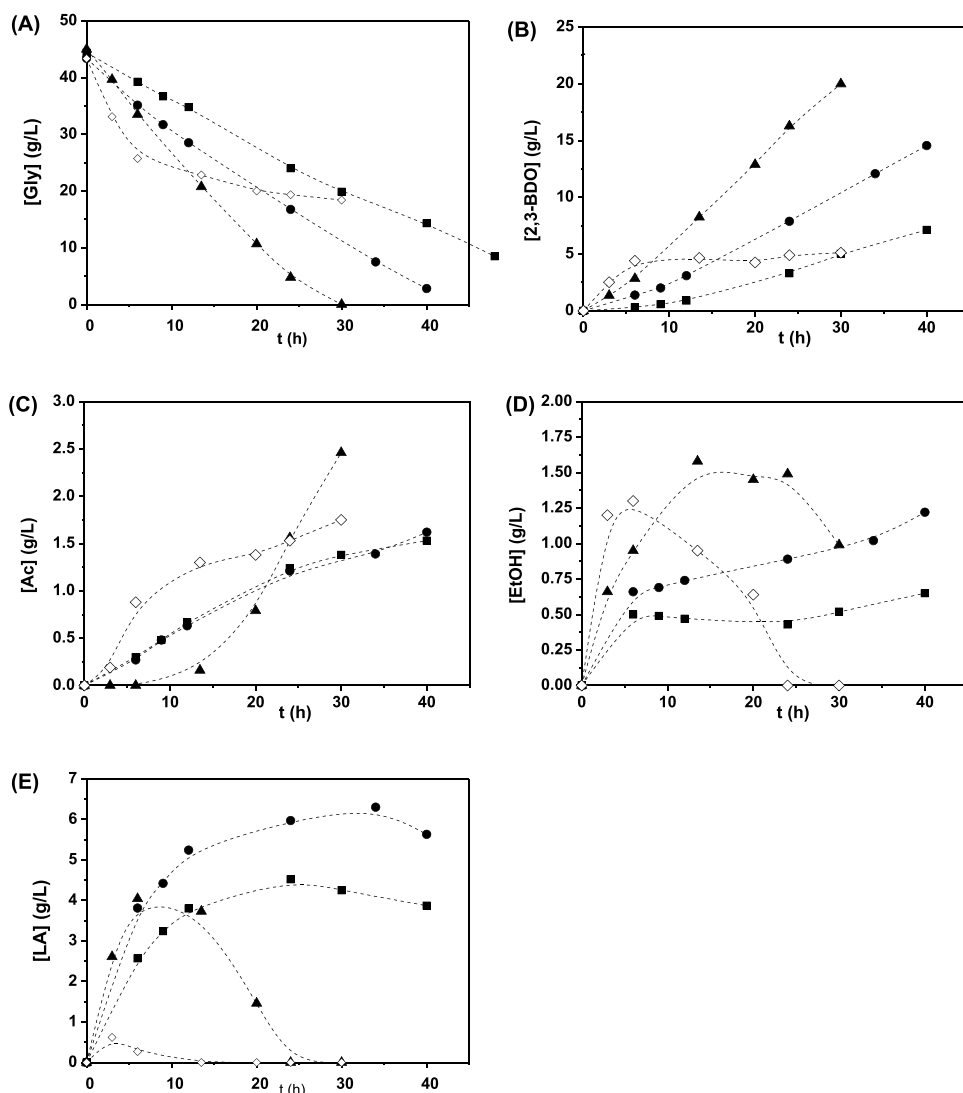 (A)
50
40
30
20
10
0
[Gly] (g/L)
0 10 20 30 40
t (h)
(B)
25
20
15
10
5
0
[2,3-BDO] (g/L)
0 10 20 30 40
t (h)
(C)
3.0
2.5
2.0
1.5
1.0
0.5
0.0
[Ac] (g/L)
0 10 20 30 40
t (h)
(D)
2.00
1.75
1.50
1.25
1.00
0.75
0.50
0.25
0.00
[EtOH] (g/L)
0 10 20 30 40
t (h)
(E)
7
6
5
4
3
2
1
0
[LA] (g/L)
0 10 20 30 40
t (h)